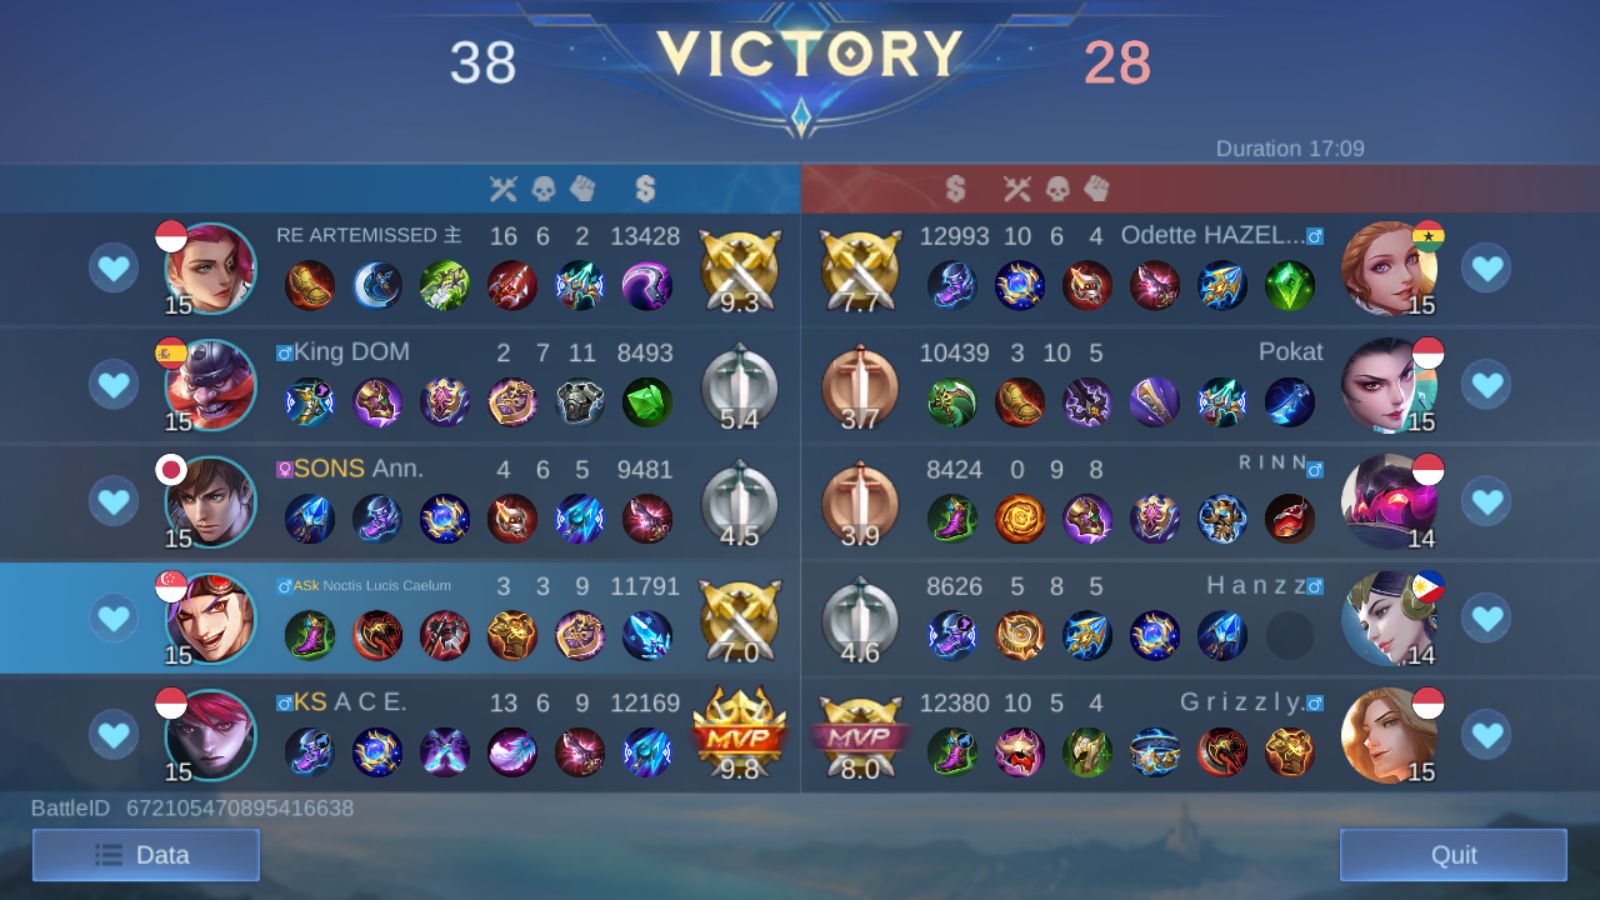 38 VICTORY 28
Duration 17:09
RE ARTEMISSED 主 16 6 2 13428
15 9.3
12993 10 6 4 Odette HAZEL...
7.7 15
King DOM 2 7 11 8493
15 5.4
10439 3 10 5 Pokat
3.7 15
SONS Ann. 4 6 5 9481
15 4.5
8424 0 9 8 R I N N
3.9 14
ASk Noctis Lucis Caelum 3 3 9 11791
15 7.0
8626 5 8 5 H a n z z
4.6 14
KS A C E. 13 6 9 12169
MVP
15 9.8
12380 10 5 4 G r i z z l y.
MVP
8.0 15
BattleID 672105470895416638
Data Quit